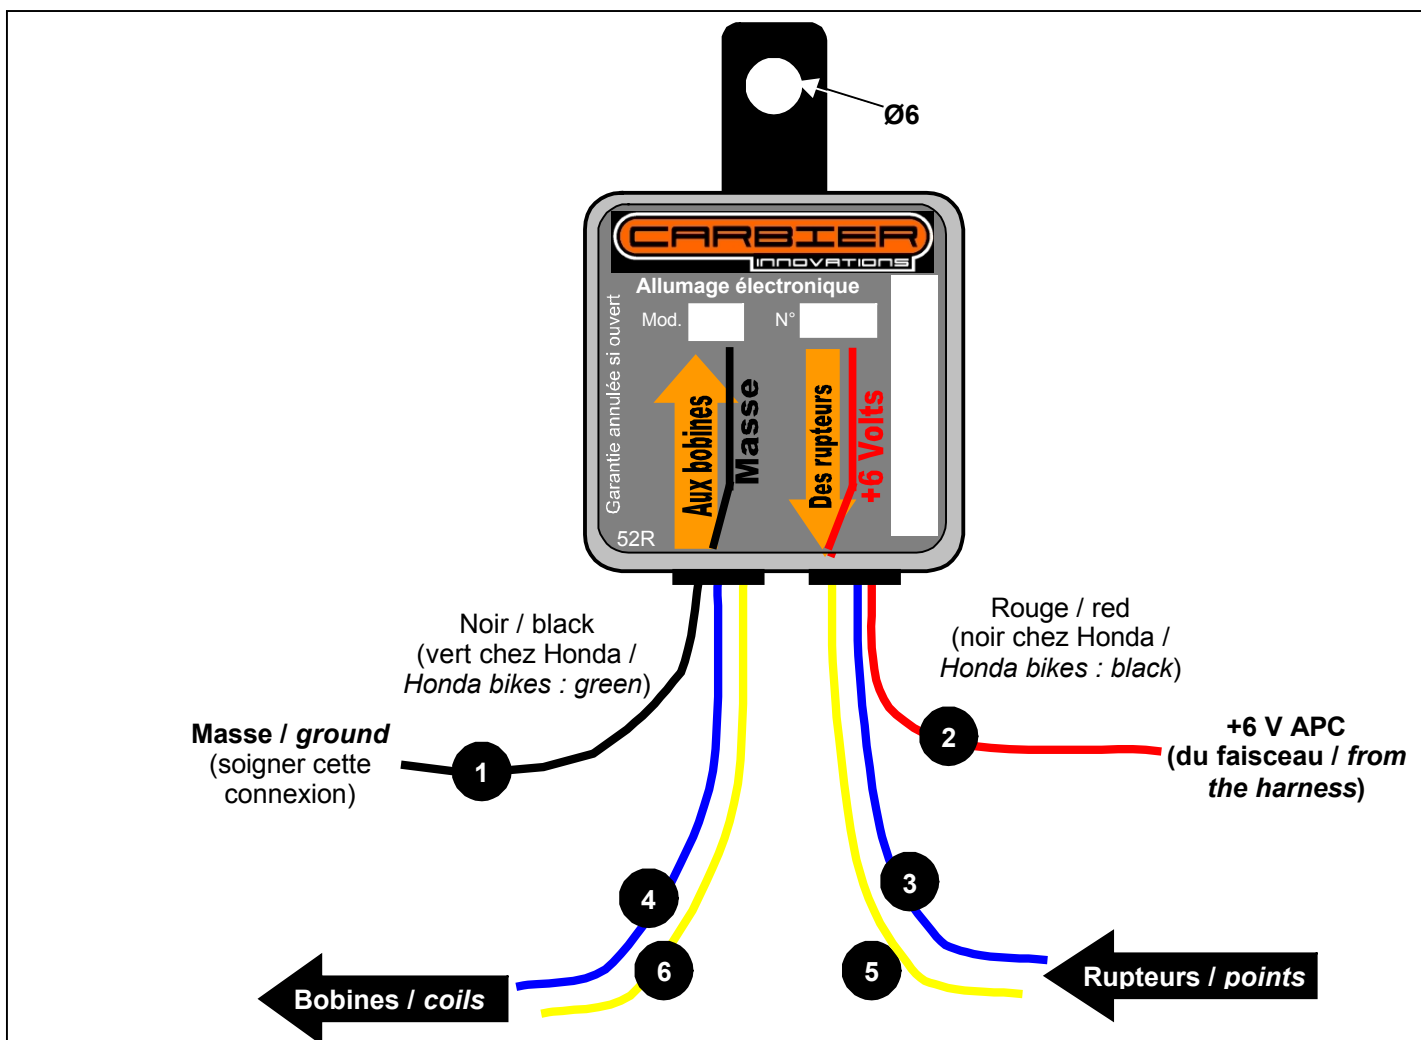 Ø6
CARBIER
INNOVATIONS
Allumage électronique
Mod.
N°
Garantie annulée si ouvert
Aux bobines
Masse
Des rupteurs
+6 Volts
52R
Noir / black
(vert chez Honda /
Honda bikes : green)
Rouge / red
(noir chez Honda /
Honda bikes : black)
Masse / ground
(soigner cette
connexion)
1
2
+6 V APC
(du faisceau / from
the harness)
4
3
6
5
Bobines / coils
Rupteurs / points